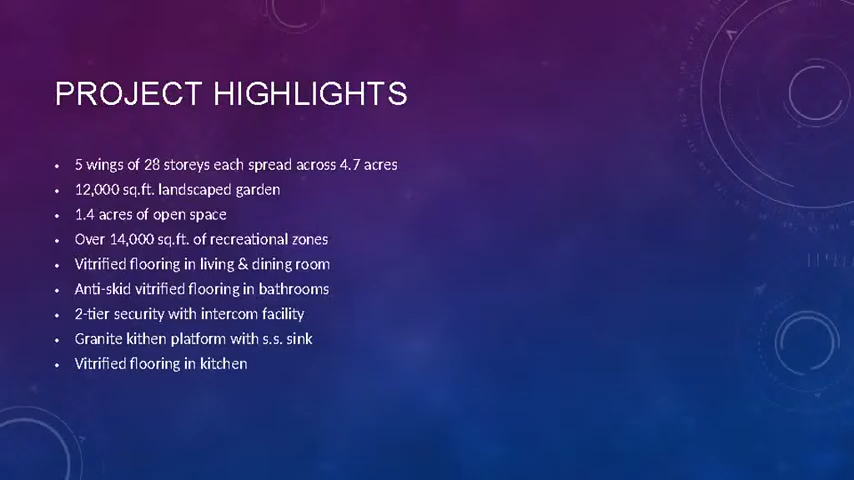 PROJECT HIGHLIGHTS
• 5 wings of 28 storeys each spread across 4.7 acres
• 12,000 sq.ft. landscaped garden
• 1.4 acres of open space
• Over 14,000 sq.ft. of recreational zones
• Vitrified flooring in living & dining room
• Anti-skid vitrified flooring in bathrooms
• 2-tier security with intercom facility
• Granite kithen platform with s.s. sink
• Vitrified flooring in kitchen